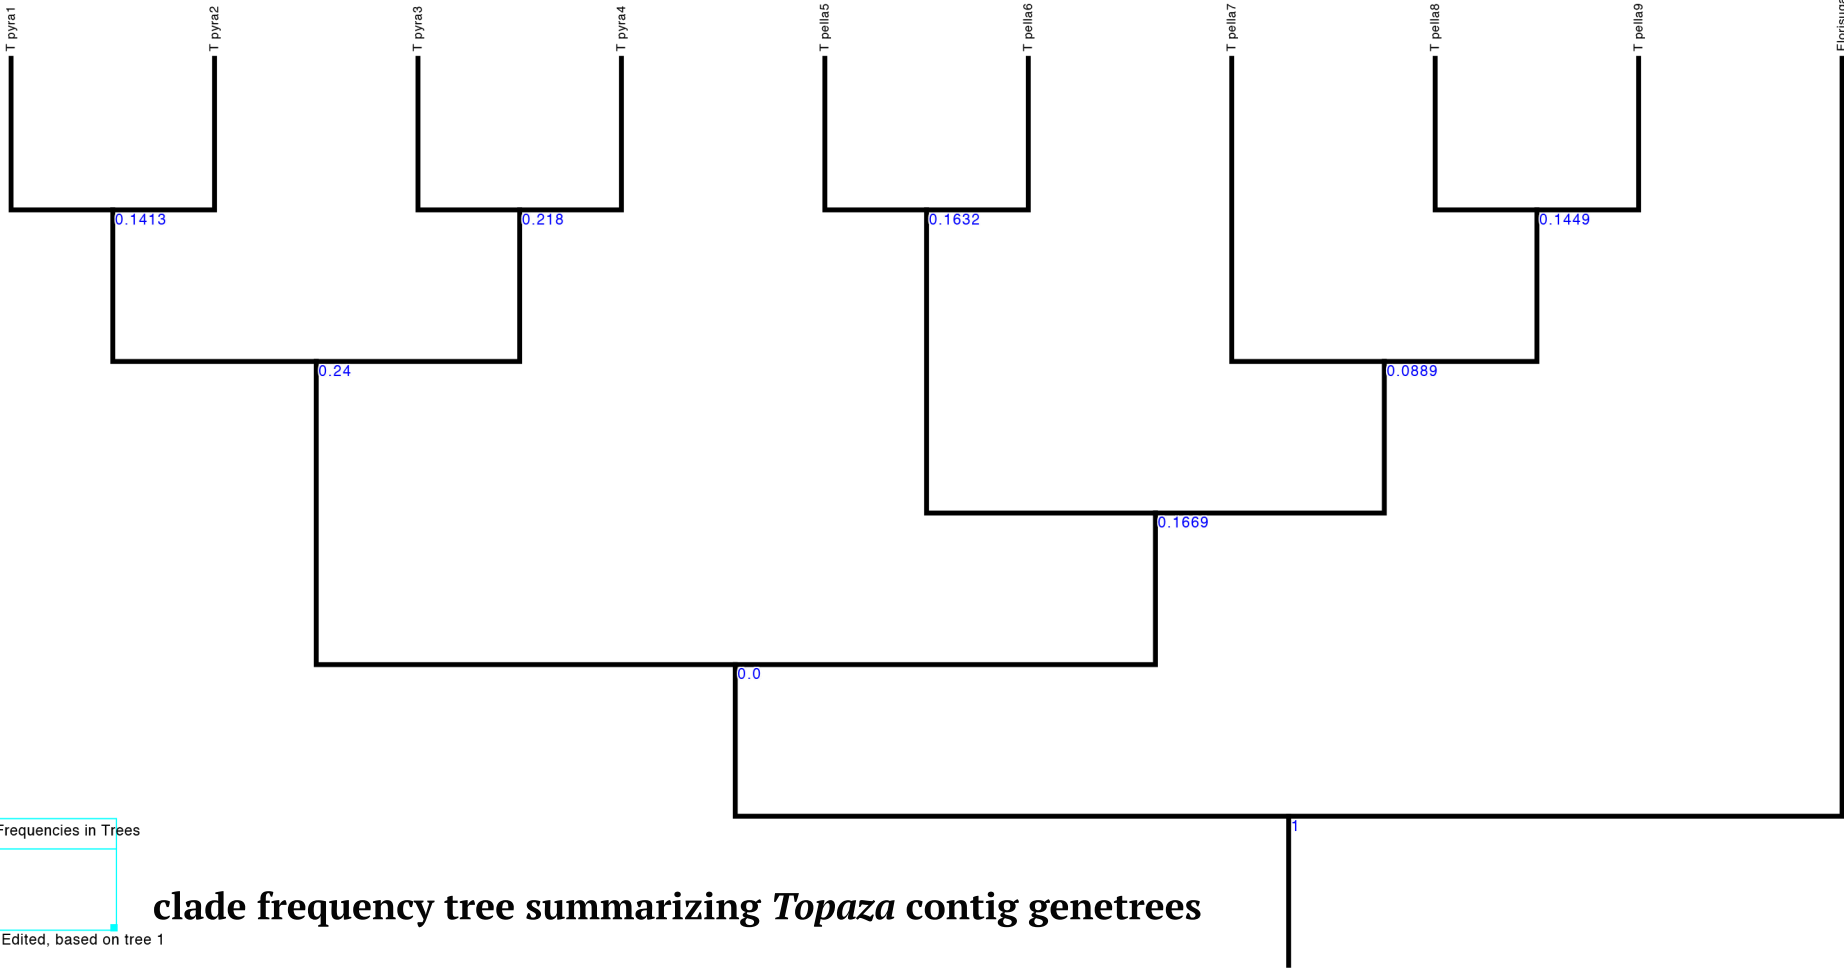 T pyra1
T pyra2
T pyra3
T pyra4
T pella5
T pella6
T pella7
T pella8
T pella9
Florisuga
0.1413
0.218
0.1632
0.1449
0.24
0.0889
0.1669
0.0
1
Frequencies in Trees
clade frequency tree summarizing Topaza contig genetrees
Edited, based on tree 1